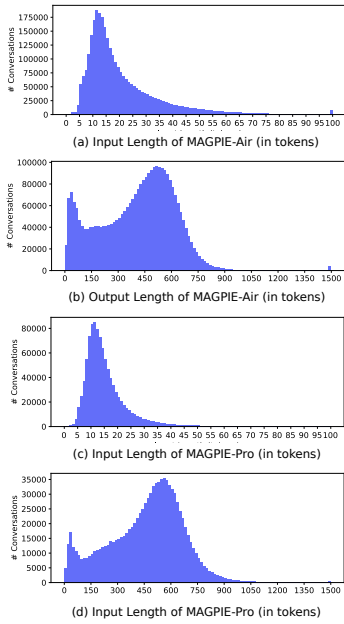 175000
150000
125000
100000
75000
50000
25000
0
# Conversations
0 5 10 15 20 25 30 35 40 45 50 55 60 65 70 75 80 85 90 95 100
(a) Input Length of MAGPIE-Air (in tokens)
100000
80000
60000
40000
20000
0
# Conversations
0 150 300 450 600 750 900 1050 1200 1350 1500
(b) Output Length of MAGPIE-Air (in tokens)
80000
60000
40000
20000
0
# Conversations
0 5 10 15 20 25 30 35 40 45 50 55 60 65 70 75 80 85 90 95 100
(c) Input Length of MAGPIE-Pro (in tokens)
35000
30000
25000
20000
15000
10000
5000
0
# Conversations
0 150 300 450 600 750 900 1050 1200 1350 1500
(d) Input Length of MAGPIE-Pro (in tokens)